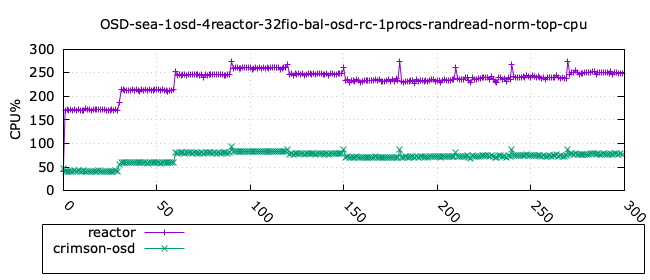 OSD-sea-1osd-4reactor-32fio-bal-osd-rc-1procs-randread-norm-top-cpu
300
250
200
150
100
50
0
CPU%
0 50 100 150 200 250 300
reactor
crimson-osd